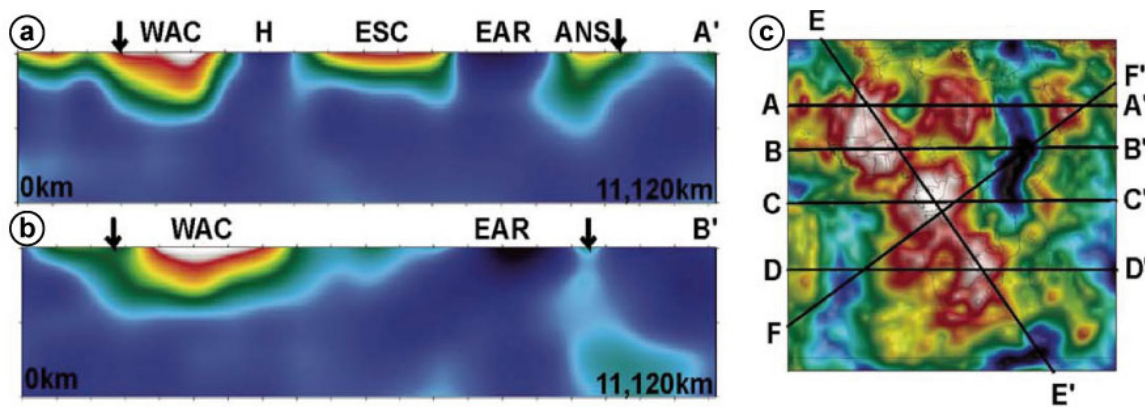 a WAC H ESC EAR ANS A'
0km 11,120km
b WAC EAR B'
0km 11,120km
c E
F'
A A'
B B'
C C'
D D'
F
E'